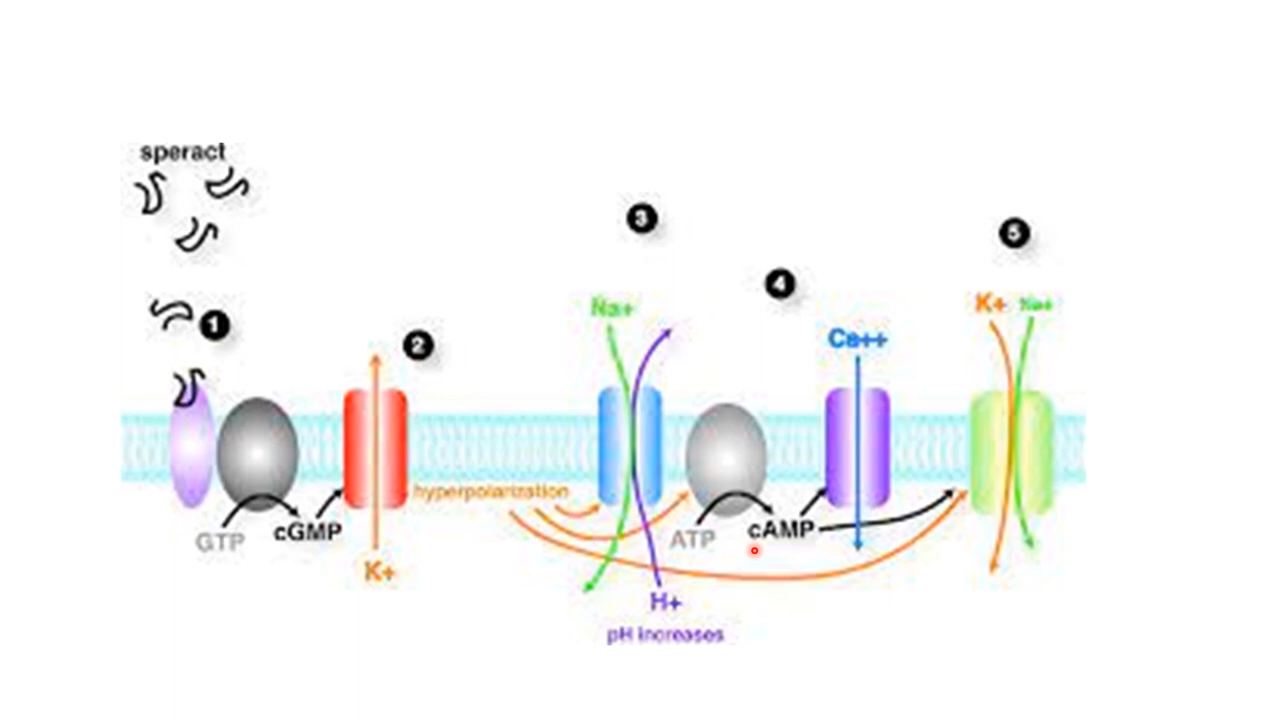 speract
1
2
3
4
5
Na+
Ca++
K+ Na+
GTP
cGMP
K+
hyperpolarization
ATP
cAMP
H+
pH increases